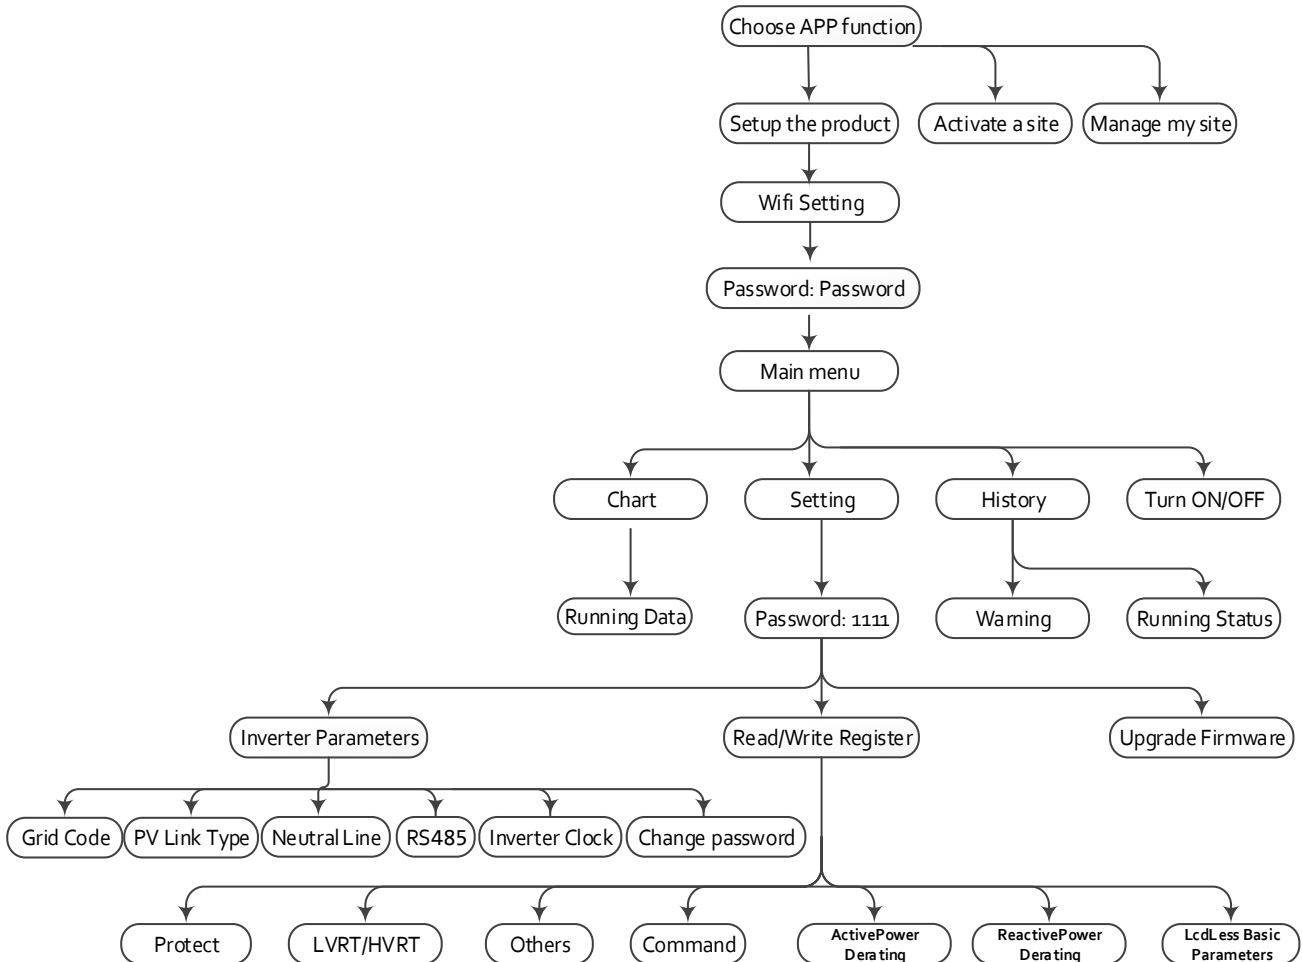 Choose APP function
Setup the product
Activate a site
Manage my site
Wifi Setting
Password: Password
Main menu
Chart
Setting
History
Turn ON/OFF
Running Data
Password: 1111
Warning
Running Status
Inverter Parameters
Read/Write Register
Upgrade Firmware
Grid Code
PV Link Type
Neutral Line
RS485
Inverter Clock
Change password
Protect
LVRT/HVRT
Others
Command
ActivePower
Derating
ReactivePower
Derating
LcdLess Basic
Parameters